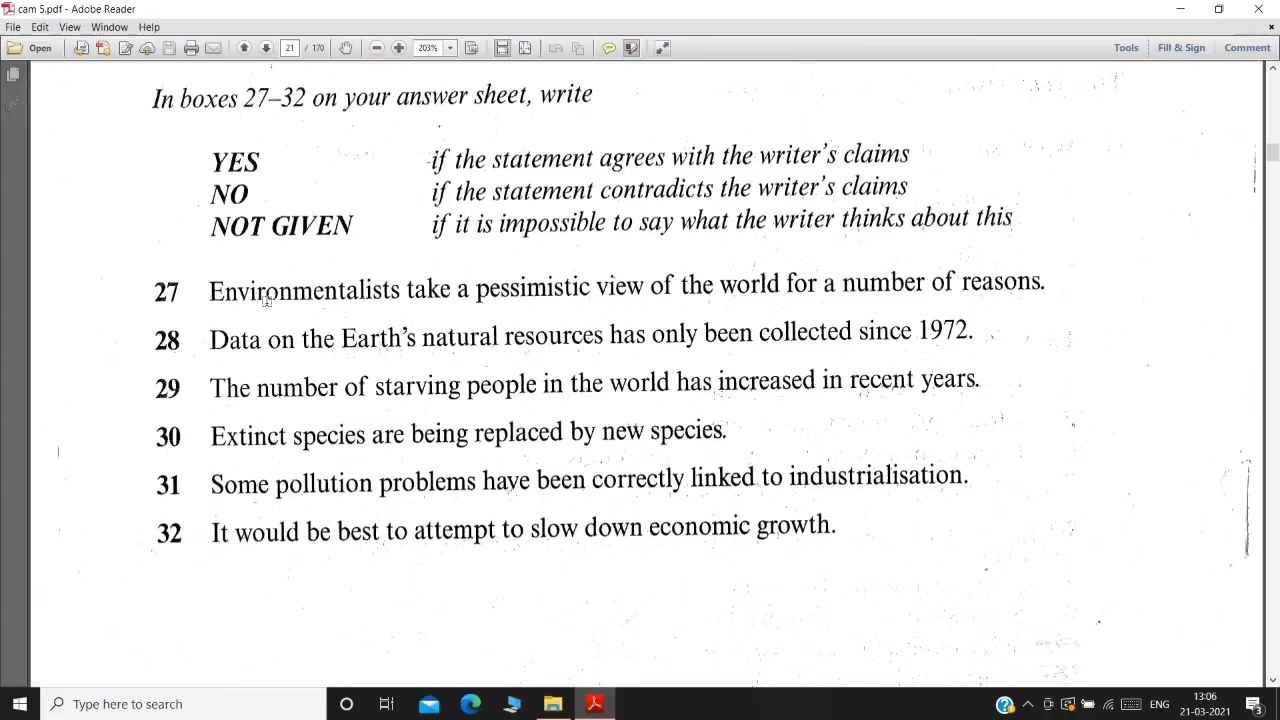 cam 5.pdf - Adobe Reader
File Edit View Window Help
Open 21 / 170 203% Tools Fill & Sign Comment
In boxes 27–32 on your answer sheet, write
YES if the statement agrees with the writer's claims
NO if the statement contradicts the writer's claims
NOT GIVEN if it is impossible to say what the writer thinks about this
27 Environmentalists take a pessimistic view of the world for a number of reasons.
28 Data on the Earth's natural resources has only been collected since 1972.
29 The number of starving people in the world has increased in recent years.
30 Extinct species are being replaced by new species.
31 Some pollution problems have been correctly linked to industrialisation.
32 It would be best to attempt to slow down economic growth.
Type here to search
ENG
13:06
21-03-2021
3